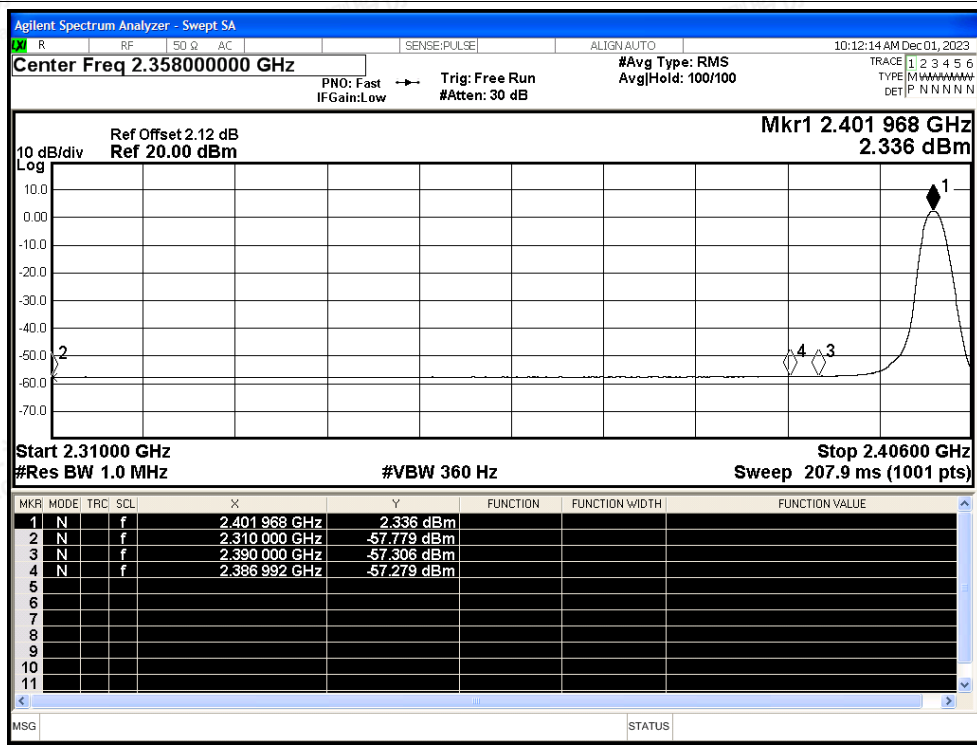 Agilent Spectrum Analyzer - Swept SA
LXI R RF 50 Ω AC SENSE:PULSE ALIGN AUTO 10:12:14 AM Dec 01, 2023
Center Freq 2.358000000 GHz
PNO: Fast
IFGain:Low
Trig: Free Run
#Atten: 30 dB
#Avg Type: RMS
Avg|Hold: 100/100
TRACE 1 2 3 4 5 6
TYPE M W W W W W
DET P N N N N N
Ref Offset 2.12 dB
10 dB/div Ref 20.00 dBm
Log
Mkr1 2.401 968 GHz
2.336 dBm
10.0
0.00
-10.0
-20.0
-30.0
-40.0
-50.0
-60.0
-70.0
1
2
4
3
Start 2.31000 GHz Stop 2.40600 GHz
#Res BW 1.0 MHz #VBW 360 Hz Sweep 207.9 ms (1001 pts)
MKR MODE TRC SCL X Y FUNCTION FUNCTION WIDTH FUNCTION VALUE
1 N f 2.401 968 GHz 2.336 dBm
2 N f 2.310 000 GHz -57.779 dBm
3 N f 2.390 000 GHz -57.306 dBm
4 N f 2.386 992 GHz -57.279 dBm
5
6
7
8
9
10
11
MSG STATUS